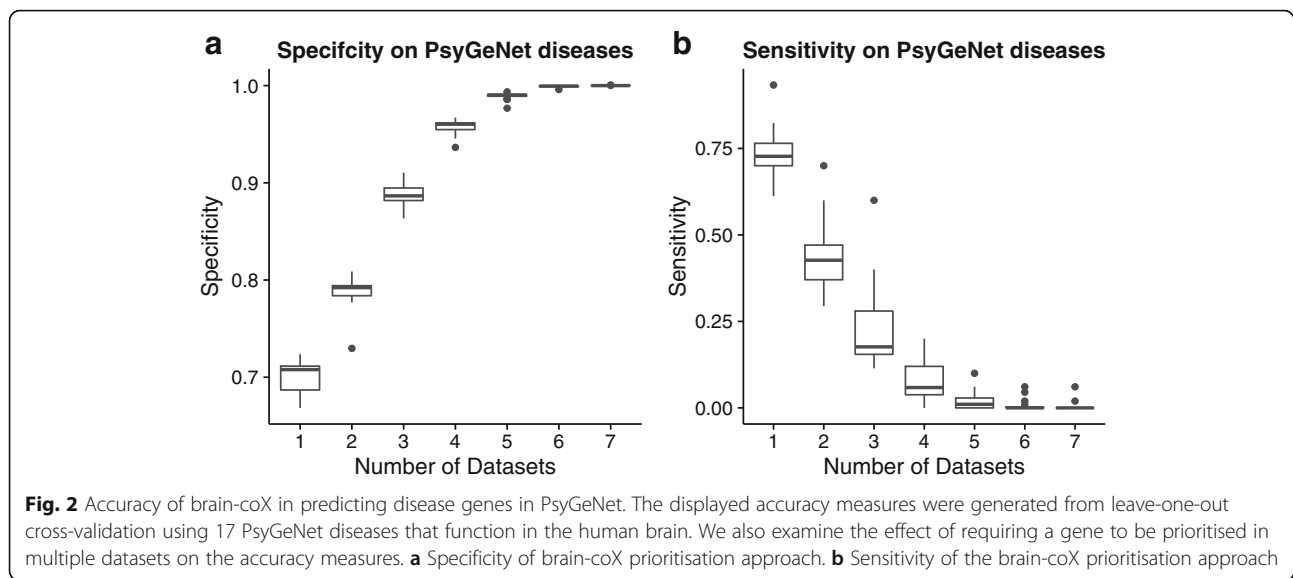 a Specifcity on PsyGeNet diseases
1.0
0.9
0.8
0.7
Specificity
1 2 3 4 5 6 7
Number of Datasets
b Sensitivity on PsyGeNet diseases
0.75
0.50
0.25
0.00
Sensitivity
1 2 3 4 5 6 7
Number of Datasets
Fig. 2 Accuracy of brain-coX in predicting disease genes in PsyGeNet. The displayed accuracy measures were generated from leave-one-out
cross-validation using 17 PsyGeNet diseases that function in the human brain. We also examine the effect of requiring a gene to be prioritised in
multiple datasets on the accuracy measures. a Specificity of brain-coX prioritisation approach. b Sensitivity of the brain-coX prioritisation approach